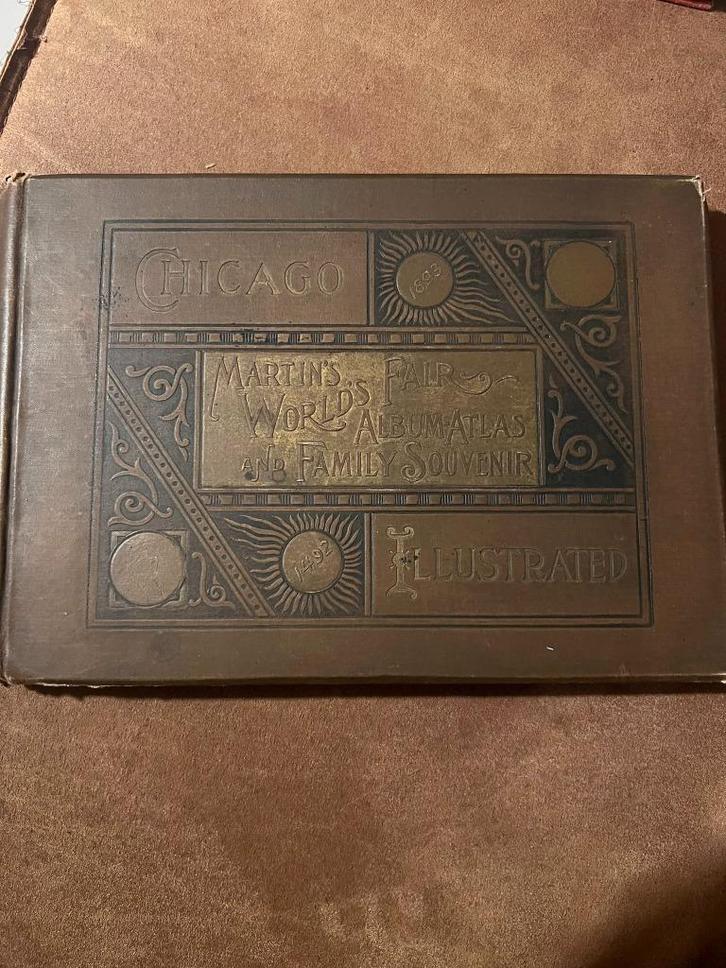 CHICAGO
1893
MARTIN'S
WORLD'S FAIR
ALBUM-ATLAS
AND FAMILY SOUVENIR
1492
ILLUSTRATED